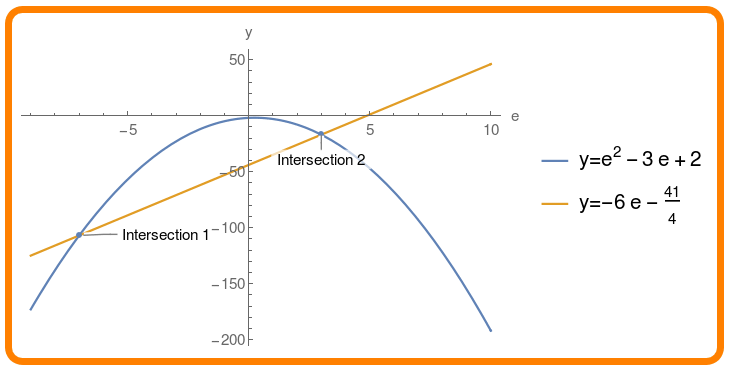 y
50
e
−5
5
10
Intersection 2
−50
Intersection 1
−100
−150
−200
y=e² − 3 e + 2
y=−6 e − 41/4